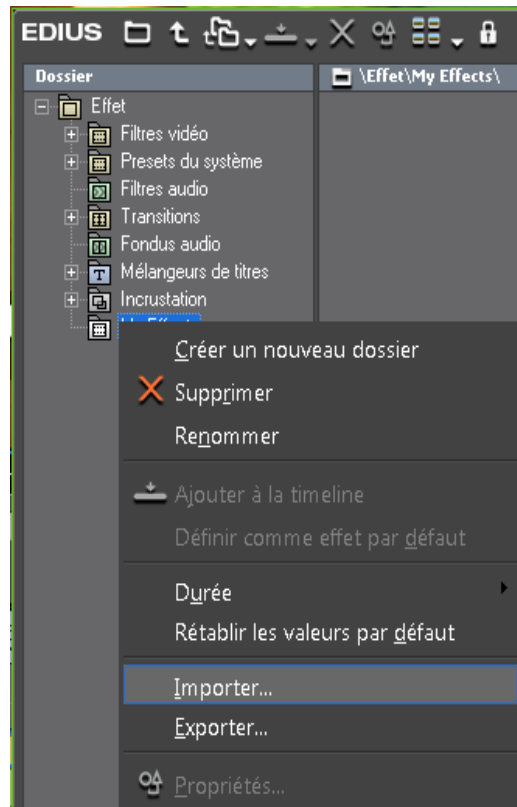 EDIUS
Dossier
\Effet\My Effects\
Effet
Filtres vidéo
Presets du système
Filtres audio
Transitions
Fondus audio
Mélangeurs de titres
Incrustation
Créer un nouveau dossier
Supprimer
Renommer
Ajouter à la timeline
Définir comme effet par défaut
Durée
Rétablir les valeurs par défaut
Importer...
Exporter...
Propriétés...